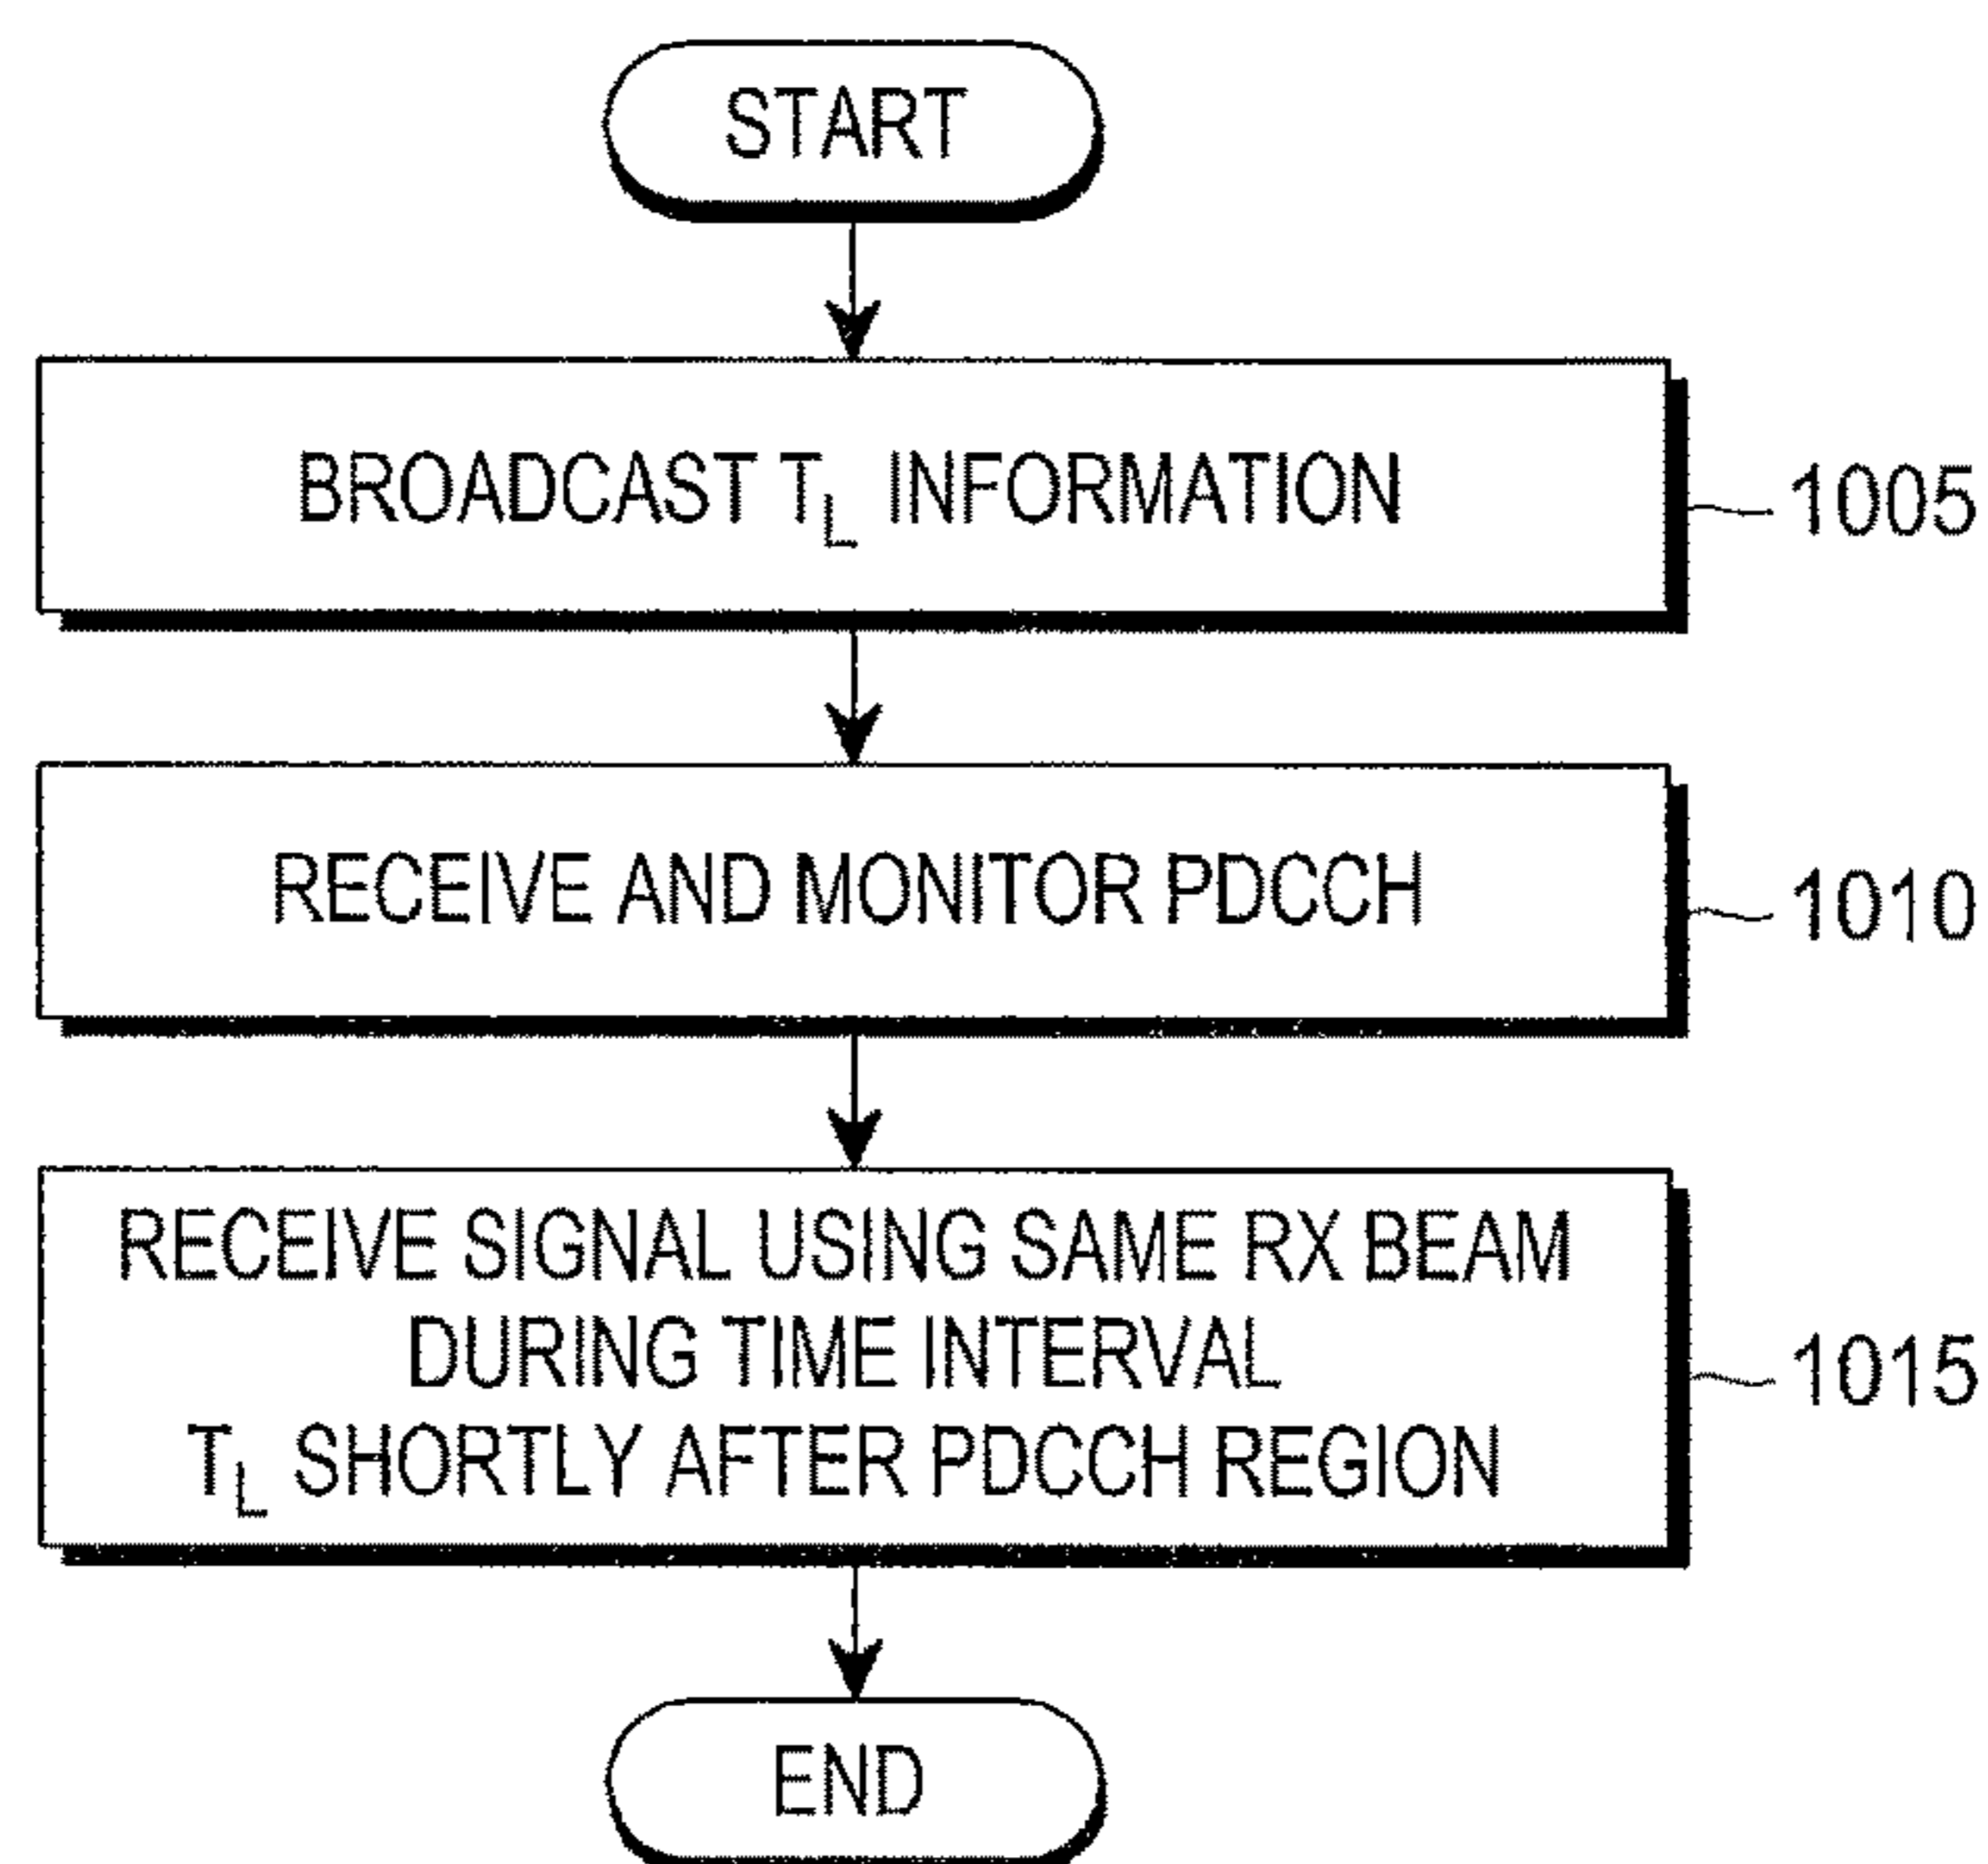 START
BROADCAST T_L INFORMATION
1005
RECEIVE AND MONITOR PDCCH
1010
RECEIVE SIGNAL USING SAME RX BEAM
DURING TIME INTERVAL
T_L SHORTLY AFTER PDCCH REGION
1015
END